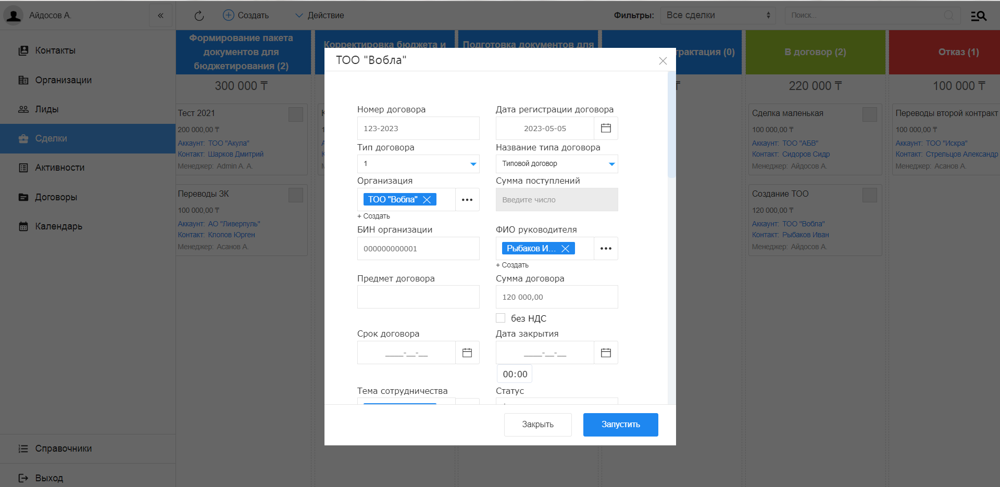 Айдосов А.
«
Создать
Действие
Фильтры:
Все сделки
Поиск...
Контакты
Организации
Лиды
Сделки
Активности
Договоры
Календарь
Справочники
Выход
Формирование пакета
документов для
бюджетирования (2)
300 000 ₸
Тест 2021
200 000,00 ₸
Аккаунт: ТОО "Акула"
Контакт: Шарков Дмитрий
Менеджер: Admin A. A.
Переводы ЗК
100 000,00 ₸
Аккаунт: АО "Ливерпуль"
Контакт: Клопов Юрген
Менеджер: Асанов А.
Корректировка бюджета и
Подготовка документов для
трактация (0)
₸
В договор (2)
220 000 ₸
Сделка маленькая
100 000,00 ₸
Аккаунт: ТОО "АБВ"
Контакт: Сидоров Сидр
Менеджер: Айдосов А.
Создание ТОО
120 000,00 ₸
Аккаунт: ТОО "Вобла"
Контакт: Рыбаков Иван
Менеджер: Айдосов А.
Отказ (1)
100 000 ₸
Переводы второй контракт
100 000,00 ₸
Аккаунт: ТОО "Искра"
Контакт: Стрельцов Александр
Менеджер: Асанов А.
ТОО "Вобла"
Номер договора
123-2023
Дата регистрации договора
2023-05-05
Тип договора
1
Название типа договора
Типовой договор
Организация
ТОО "Вобла"
+ Создать
Сумма поступлений
Введите число
БИН организации
000000000001
ФИО руководителя
Рыбаков И...
+ Создать
Предмет договора
Сумма договора
120 000,00
без НДС
Срок договора
____-__-__
Дата закрытия
____-__-__
00:00
Тема сотрудничества
Статус
Закрыть
Запустить